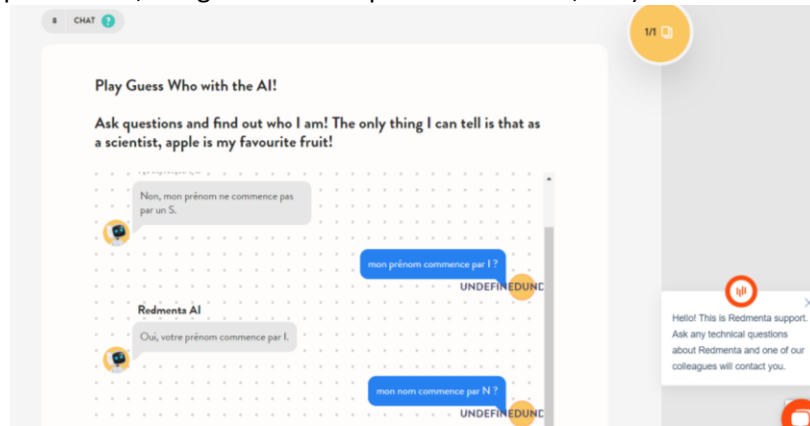 8 CHAT ?
1/1
Play Guess Who with the AI!
Ask questions and find out who I am! The only thing I can tell is that as
a scientist, apple is my favourite fruit!
Non, mon prénom ne commence pas
par un S.
mon prénom commence par I ?
UNDEFINEDUND
Redmenta AI
Oui, votre prénom commence par I.
mon nom commence par N ?
UNDEFINEDUND
Hello! This is Redmenta support.
Ask any technical questions
about Redmenta and one of our
colleagues will contact you.